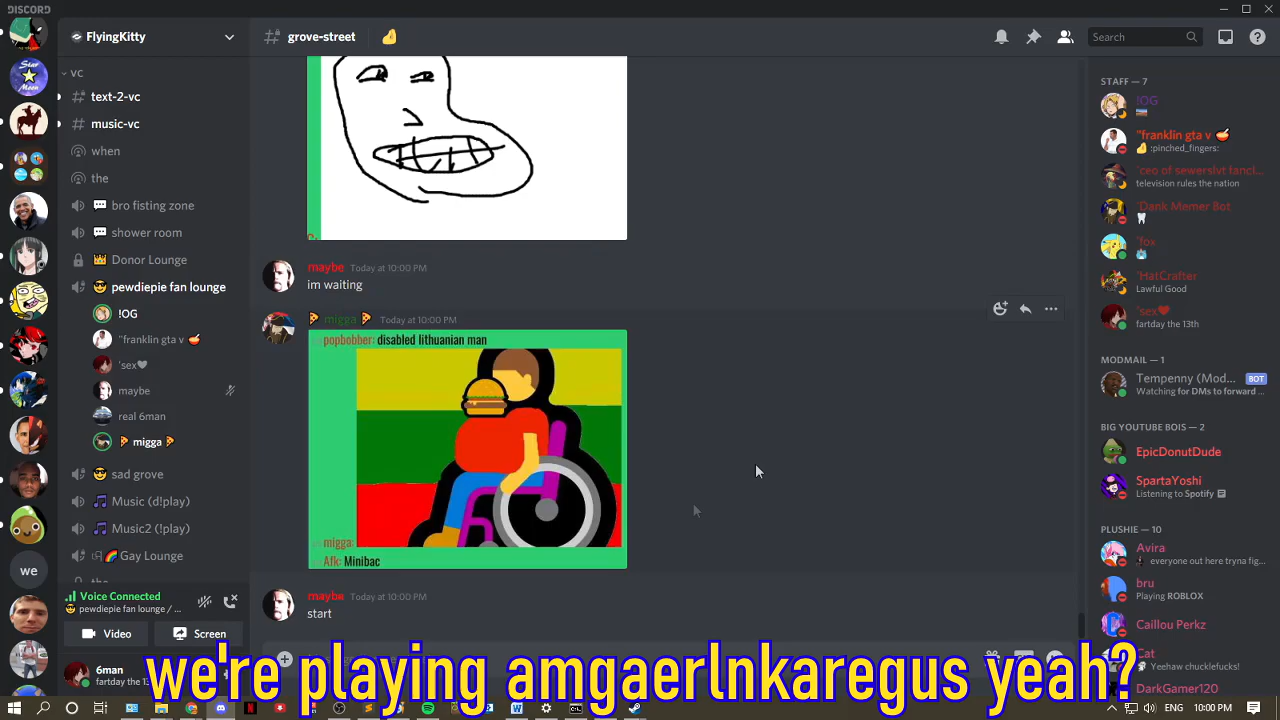 DISCORD
FlyingKitty
grove-street
Search
VC
text-2-vc
music-vc
when
the
bro fisting zone
shower room
Donor Lounge
pewdiepie fan lounge
!OG
"franklin gta v
'sex
maybe
real 6man
migga
sad grove
Music (d!play)
Music2 (!play)
Gay Lounge
the
we
Voice Connected
pewdiepie fan lounge / ...
Video
Screen
6man
fartday the 13
maybe Today at 10:00 PM
im waiting
migga Today at 10:00 PM
popbobber: disabled lithuanian man
migga:
Afk: Minibac
maybe Today at 10:00 PM
start
STAFF — 7
!OG
"franklin gta v
:pinched_fingers:
'ceo of sewerslvt fancl...
television rules the nation
'Dank Memer Bot
'fox
'HatCrafter
Lawful Good
'sex
fartday the 13th
MODMAIL — 1
Tempenny (Mod... BOT
Watching for DMs to forward ...
BIG YOUTUBE BOIS — 2
EpicDonutDude
SpartaYoshi
Listening to Spotify
PLUSHIE — 10
Avira
everyone out here tryna fig...
bru
Playing ROBLOX
Caillou Perkz
Cat
Yeehaw chucklefucks!
DarkGamer120
we're playing amgaerlnkaregus yeah?
10:00 PM